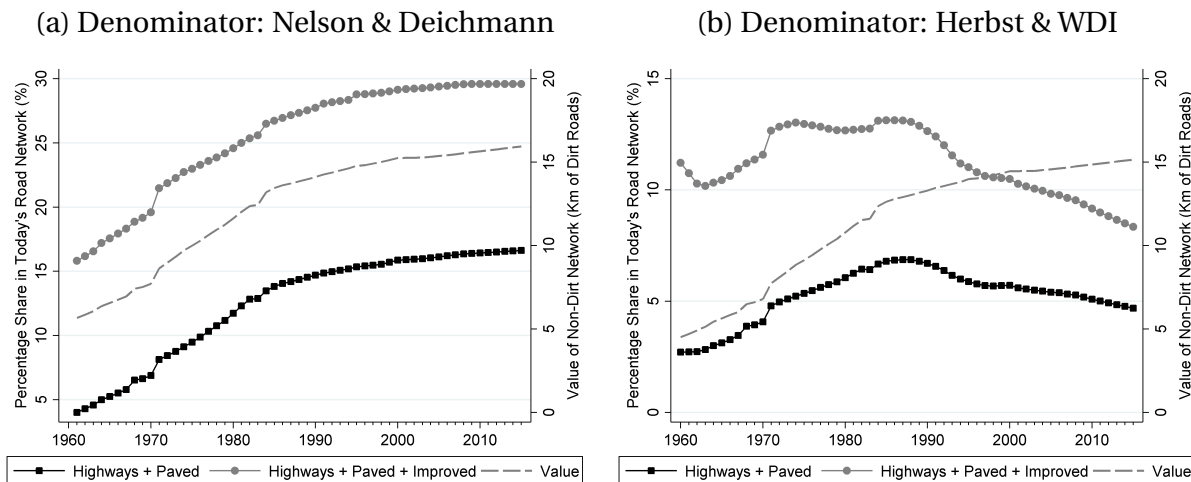 (a) Denominator: Nelson & Deichmann
Percentage Share in Today's Road Network (%)
30
25
20
15
10
5
20
15
10
5
0
Value of Non-Dirt Network (Km of Dirt Roads)
1960 1970 1980 1990 2000 2010
Highways + Paved Highways + Paved + Improved Value
(b) Denominator: Herbst & WDI
Percentage Share in Today's Road Network (%)
15
10
5
0
20
15
10
5
0
Value of Non-Dirt Network (Km of Dirt Roads)
1960 1970 1980 1990 2000 2010
Highways + Paved Highways + Paved + Improved Value